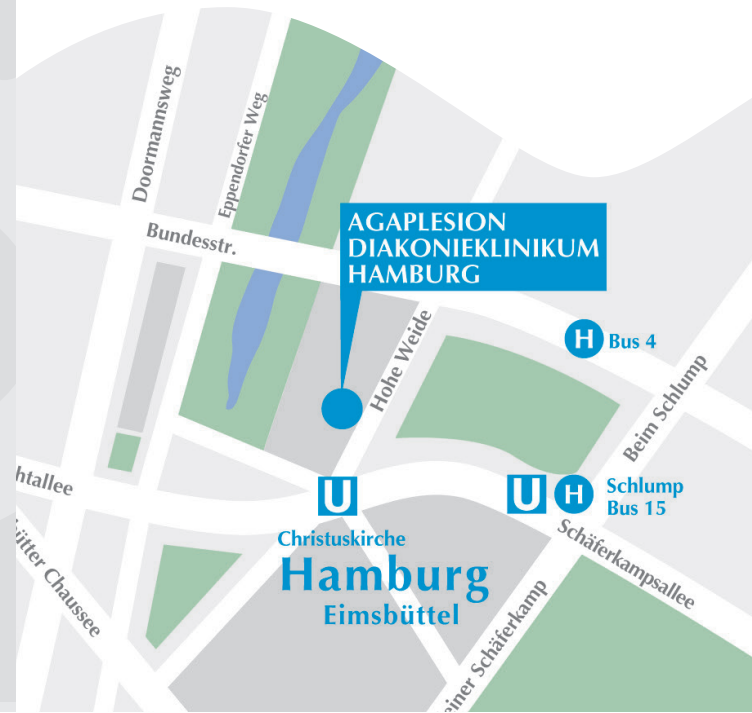 Doormannsweg
Eppendorfer Weg
Bundesstr.
AGAPLESION
DIAKONIEKLINIKUM
HAMBURG
Hohe Weide
H Bus 4
Beim Schlump
htallee
U
U H Schlump
Bus 15
Christuskirche
Hamburg
Eimsbüttel
Schäferkampsallee
ütter Chaussee
einer Schäferkamp